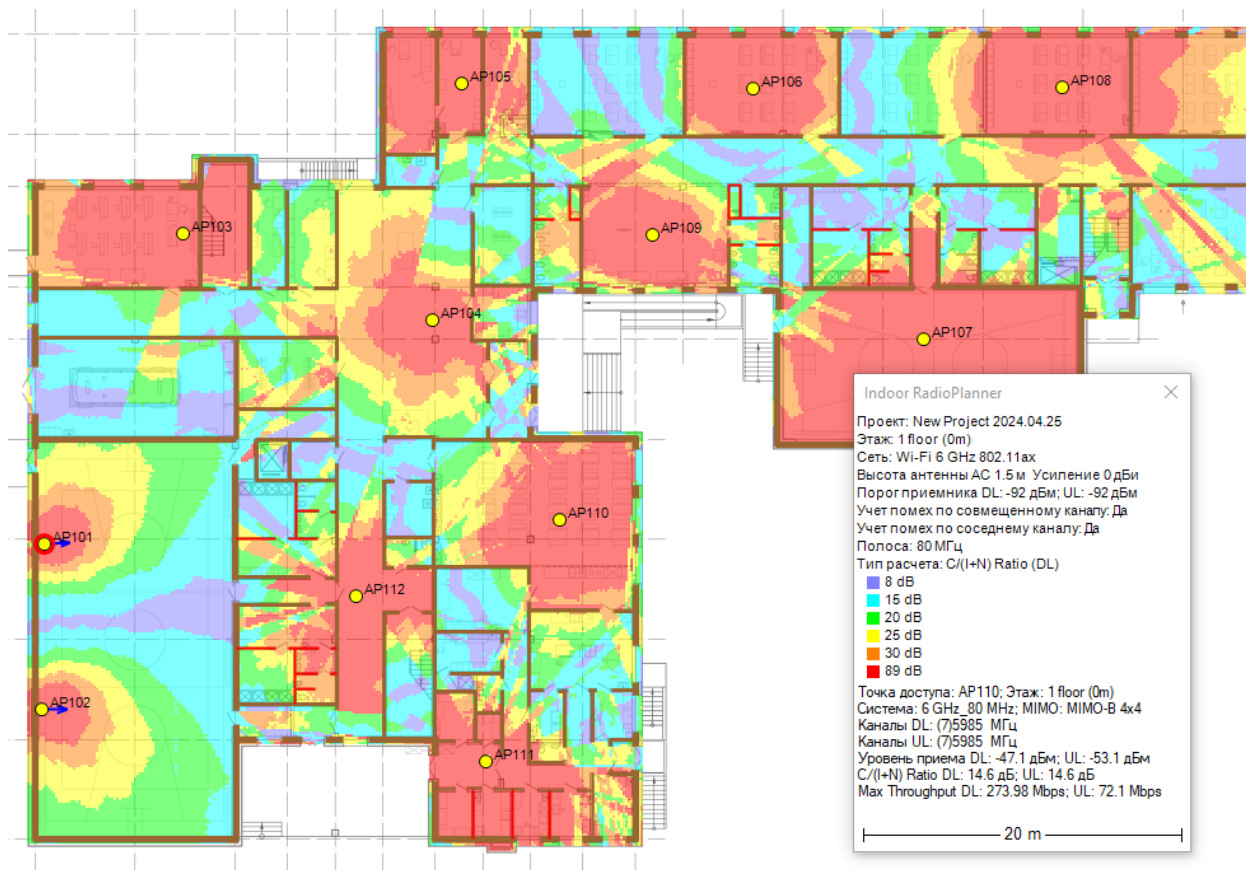 AP105
AP106
AP108
AP103
AP109
AP104
AP107
AP110
AP101
AP112
AP102
AP111
Indoor RadioPlanner
Проект: New Project 2024.04.25
Этаж: 1 floor (0m)
Сеть: Wi-Fi 6 GHz 802.11ax
Высота антенны АС 1.5 м Усиление 0 дБи
Порог приемника DL: -92 дБм; UL: -92 дБм
Учет помех по совмещенному каналу: Да
Учет помех по соседнему каналу: Да
Полоса: 80 МГц
Тип расчета: C/(I+N) Ratio (DL)
8 dB
15 dB
20 dB
25 dB
30 dB
89 dB
Точка доступа: AP110; Этаж: 1 floor (0m)
Система: 6 GHz_80 MHz; MIMO: MIMO-B 4x4
Каналы DL: (7)5985 МГц
Каналы UL: (7)5985 МГц
Уровень приема DL: -47.1 дБм; UL: -53.1 дБм
C/(I+N) Ratio DL: 14.6 дБ; UL: 14.6 дБ
Max Throughput DL: 273.98 Mbps; UL: 72.1 Mbps
20 m